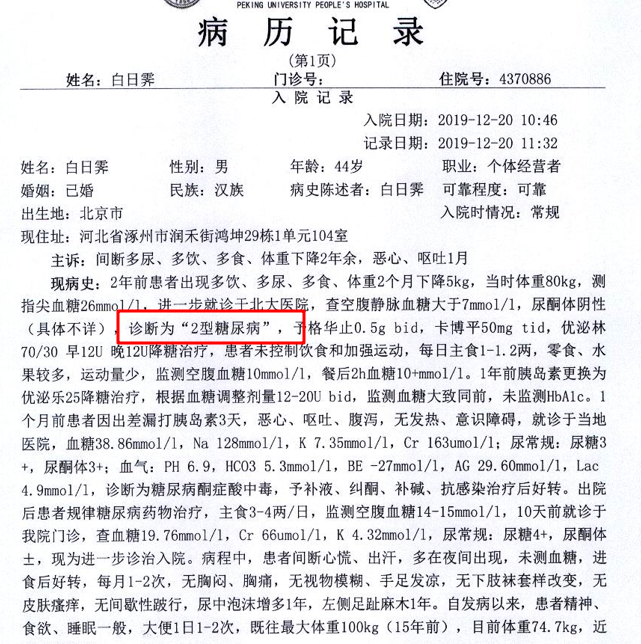 PEKING UNIVERSITY PEOPLE'S HOSPITAL
病 历 记 录
(第1页)
姓名：白日霁 门诊号： 住院号：4370886
入 院 记 录
入院日期：2019-12-20 10:46
记录日期：2019-12-20 11:32
姓名：白日霁 性别：男 年龄：44岁 职业：个体经营者
婚姻：已婚 民族：汉族 病史陈述者：白日霁 可靠程度：可靠
出生地：北京市 入院时情况：常规
现住址：河北省涿州市润禾街鸿坤29栋1单元104室
主诉：间断多尿、多饮、多食、体重下降2年余，恶心、呕吐1月
现病史：2年前患者出现多饮、多尿、多食、体重2个月下降5kg，当时体重80kg，测
指尖血糖26mmol/l，进一步就诊于北大医院，查空腹静脉血糖大于7mmol/l，尿酮体阴性
（具体不详），诊断为“2型糖尿病”，予格华止0.5g bid，卡博平50mg tid，优泌林
70/30 早12U 晚12U降糖治疗，患者未控制饮食和加强运动，每日主食1-1.2两，零食、水
果较多，运动量少，监测空腹血糖10mmol/l，餐后2h血糖10+mmol/l。1年前胰岛素更换为
优泌乐25降糖治疗，根据血糖调整剂量12-20U bid，监测血糖大致同前，未监测HbAlc。1
个月前患者因出差漏打胰岛素3天，恶心、呕吐、腹泻，无发热、意识障碍，就诊于当地
医院，血糖38.86mmol/l，Na 128mmol/l，K 7.35mmol/l，Cr 163umol/l；尿常规：尿糖3
+，尿酮体3+；血气：PH 6.9，HCO3 5.3mmol/l，BE -27mmol/l，AG 29.60mmol/l，Lac
4.9mmol/l，诊断为糖尿病酮症酸中毒，予补液、纠酮、补碱、抗感染治疗后好转。出院
后患者规律糖尿病药物治疗，主食3-4两/日，监测空腹血糖14-15mmol/l，10天前就诊于
我院门诊，查血糖19.76mmol/l，Cr 66umol/l，K 4.32mmol/l，尿常规：尿糖4+，尿酮体
±，现为进一步诊治入院。病程中，患者间断心慌、出汗，多在夜间出现，未测血糖，进
食后好转，每月1-2次，无胸闷、胸痛，无视物模糊、手足发凉，无下肢袜套样改变，无
皮肤瘙痒，无间歇性跛行，尿中泡沫增多1年，左侧足趾麻木1年。自发病以来，患者精神、
食欲、睡眠一般，大便1日1-2次，既往最大体重100kg（15年前），目前体重74.7kg，近